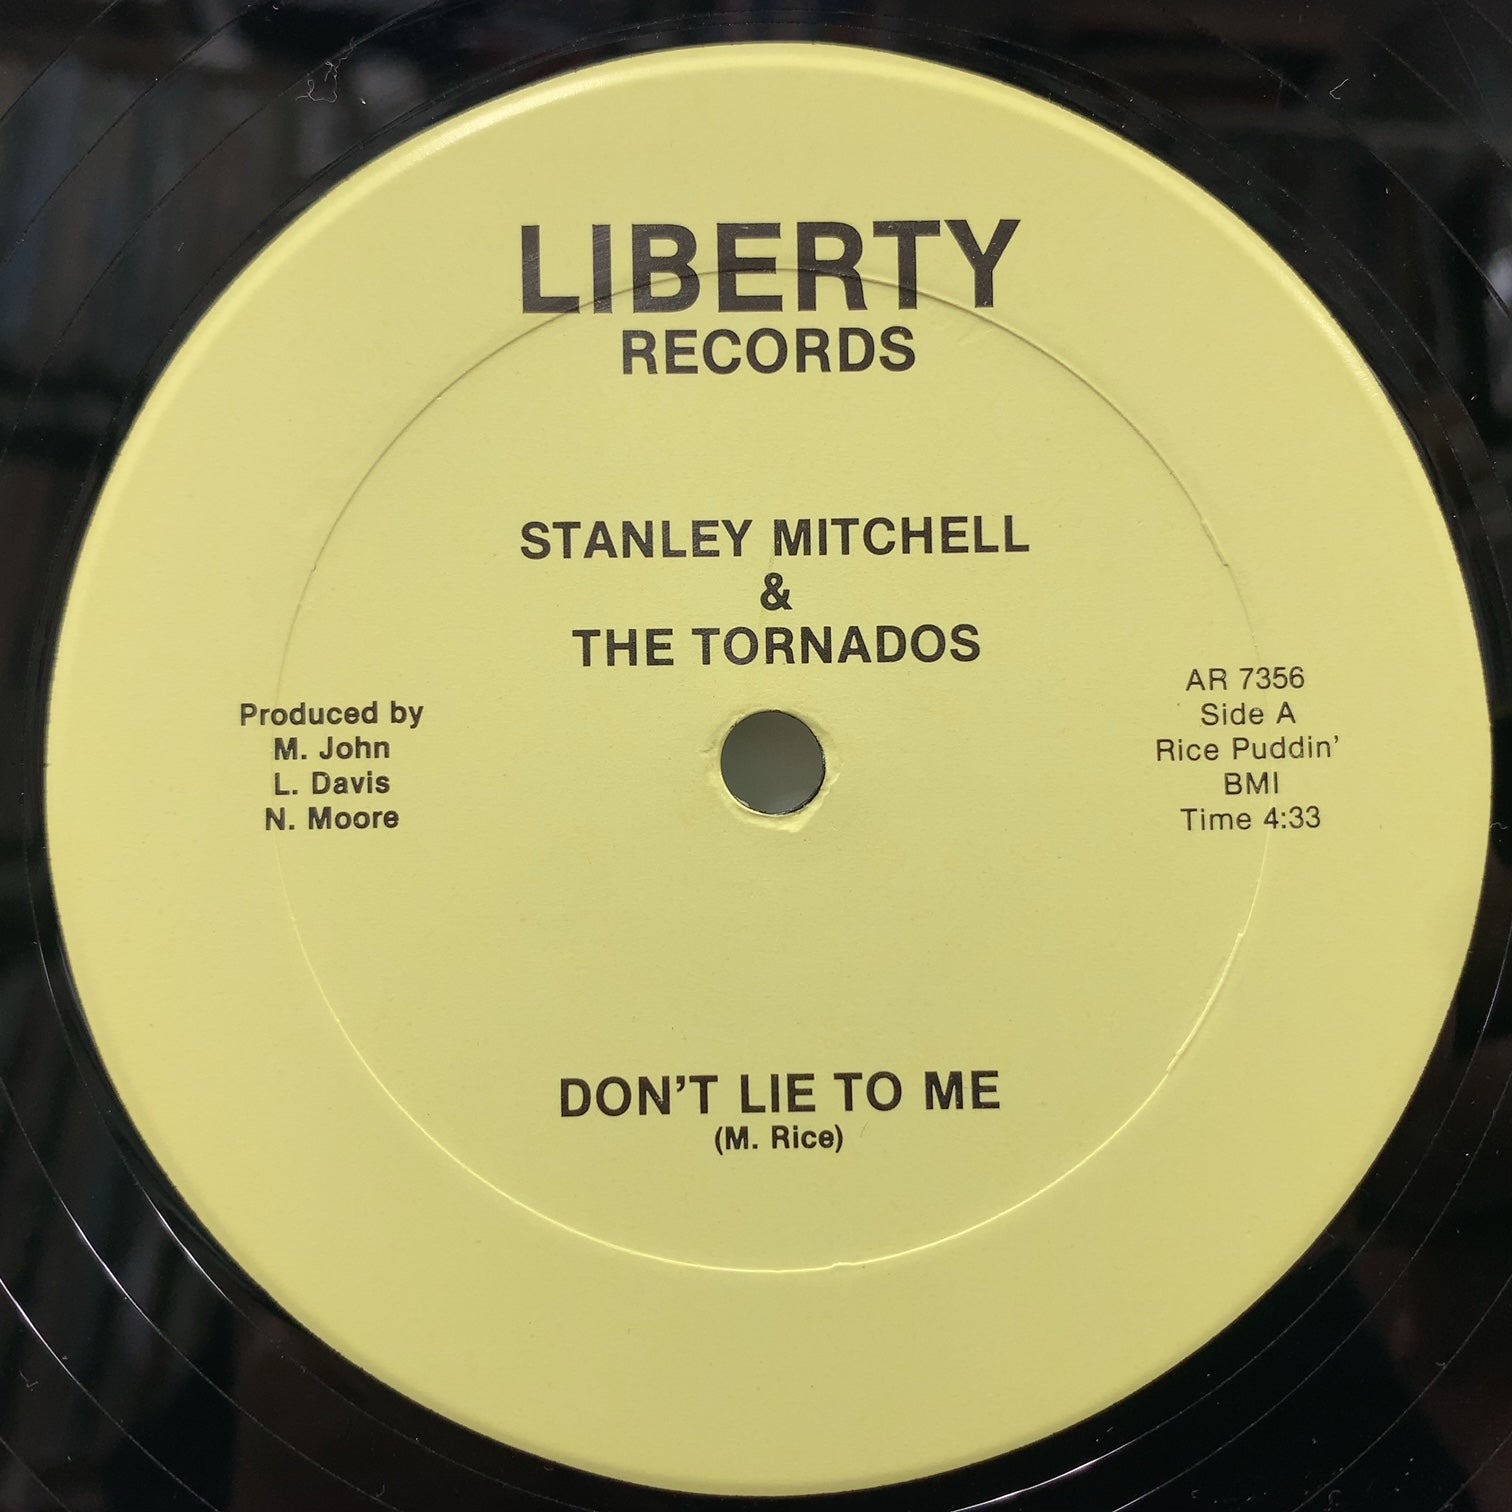 LIBERTY
RECORDS
STANLEY MITCHELL
&
THE TORNADOS
Produced by
M. John
L. Davis
N. Moore
AR 7356
Side A
Rice Puddin'
BMI
Time 4:33
DON'T LIE TO ME
(M. Rice)